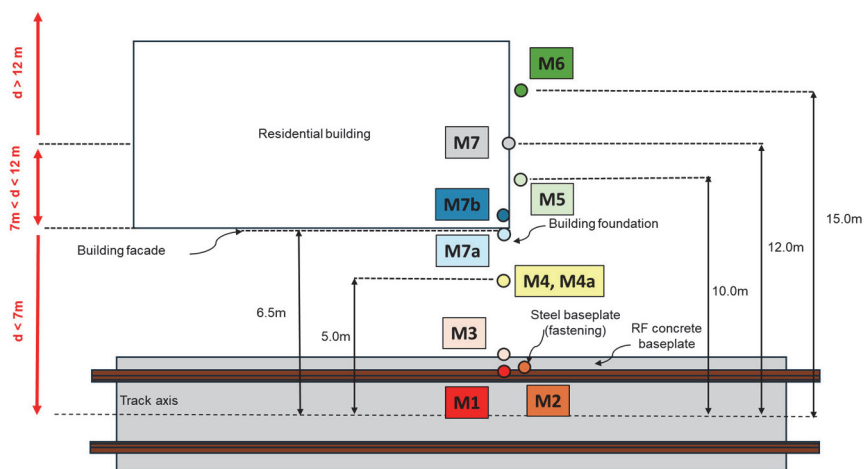 d > 12 m
7m < d < 12 m
d < 7m
M6
Residential building
M7
M7b
M5
Building foundation
Building facade
M7a
15.0m
12.0m
10.0m
M4, M4a
6.5m
5.0m
Steel baseplate
(fastening)
RF concrete
baseplate
M3
Track axis
M1
M2